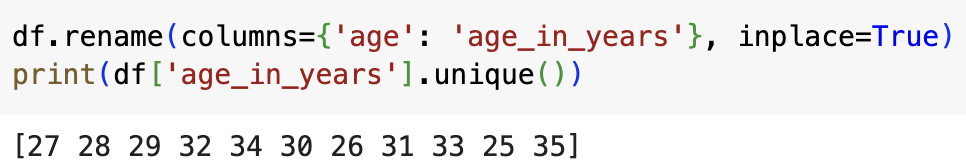 df.rename(columns={'age': 'age_in_years'}, inplace=True)
print(df['age_in_years'].unique())
[27 28 29 32 34 30 26 31 33 25 35]